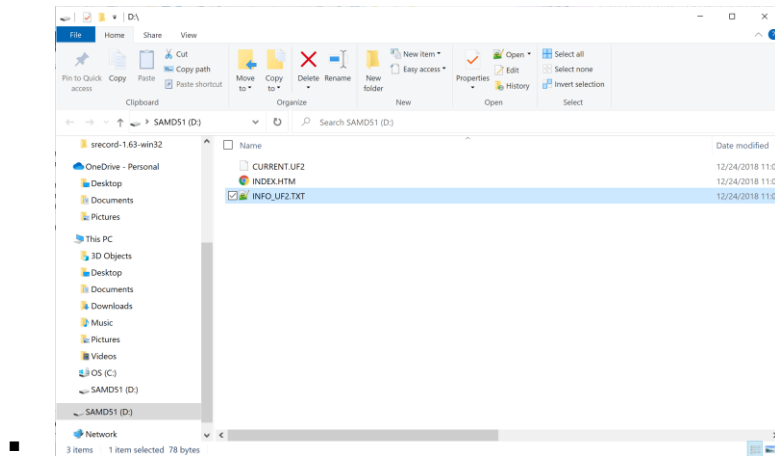 D:\
File Home Share View
Pin to Quick access
Copy
Paste
Cut
Copy path
Paste shortcut
Move to
Copy to
Delete
Rename
New folder
New item
Easy access
Properties
Open
Edit
History
Select all
Select none
Invert selection
Clipboard Organize New Open Select
SAMD51 (D:) Search SAMD51 (D:)
srecord-1.63-win32
OneDrive - Personal
Desktop
Documents
Pictures
This PC
3D Objects
Desktop
Documents
Downloads
Music
Pictures
Videos
OS (C:)
SAMD51 (D:)
SAMD51 (D:)
Network
Name Date modified
CURRENT.UF2 12/24/2018 11:0
INDEX.HTM 12/24/2018 11:0
INFO_UF2.TXT 12/24/2018 11:0
3 items 1 item selected 78 bytes